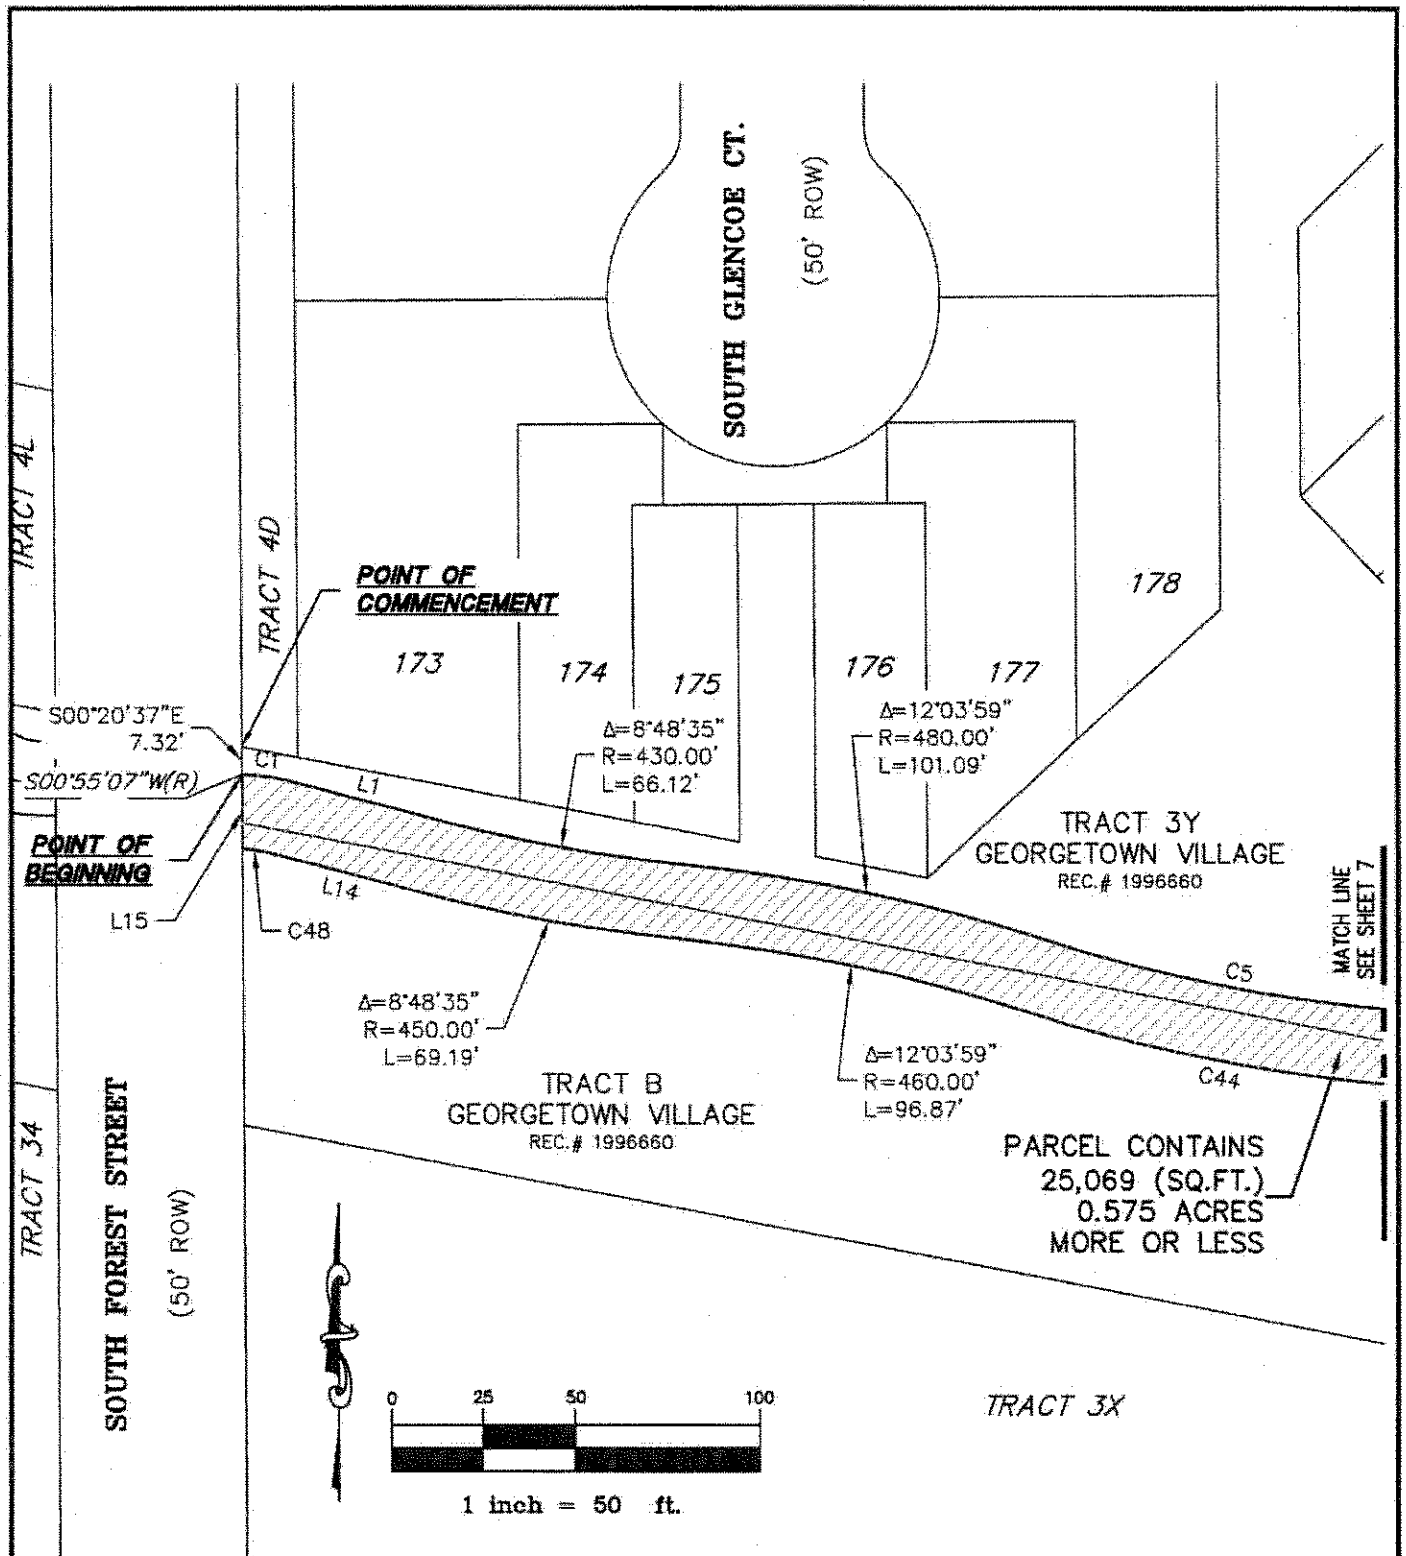 SOUTH GLENCOE CT.
(50' ROW)
TRACT 4L
TRACT 4D
POINT OF
COMMENCEMENT
173
174
175
176
177
178
S00°20'37"E
7.32'
S00°55'07"W(R)
C1
L1
Δ=8°48'35"
R=430.00'
L=66.12'
Δ=12°03'59"
R=480.00'
L=101.09'
POINT OF
BEGINNING
L15
L14
C48
TRACT 3Y
GEORGETOWN VILLAGE
REC.# 1996660
MATCH LINE
SEE SHEET 7
C5
C44
Δ=8°48'35"
R=450.00'
L=69.19'
Δ=12°03'59"
R=460.00'
L=96.87'
TRACT B
GEORGETOWN VILLAGE
REC.# 1996660
PARCEL CONTAINS
25,069 (SQ.FT.)
0.575 ACRES
MORE OR LESS
TRACT 34
SOUTH FOREST STREET
(50' ROW)
TRACT 3X
0 25 50 100
1 inch = 50 ft.